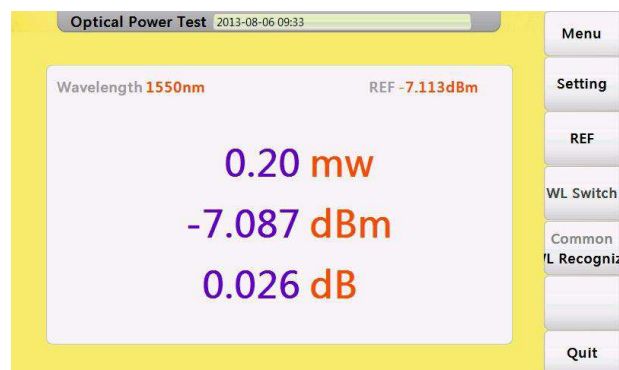 Optical Power Test 2013-08-06 09:33
Menu
Wavelength 1550nm
REF -7.113dBm
Setting
REF
0.20 mw
WL Switch
-7.087 dBm
Common
L Recogniz
0.026 dB
Quit